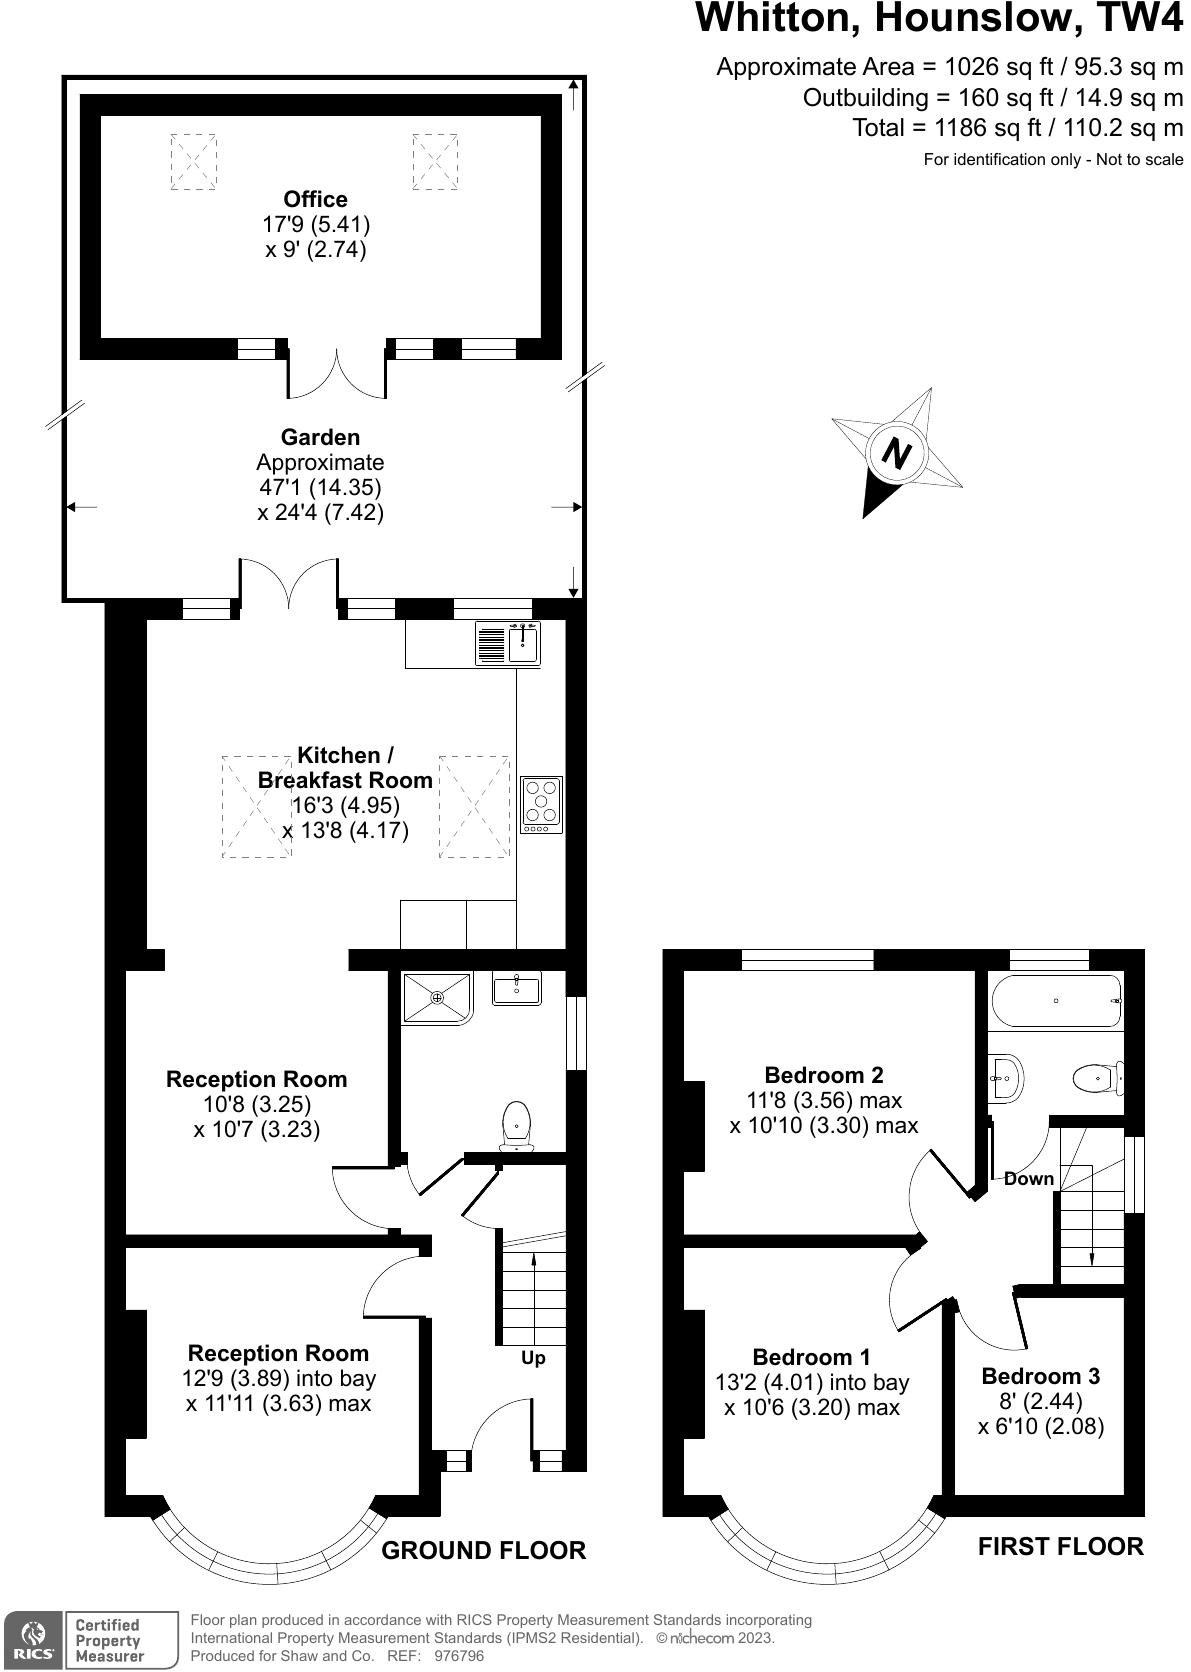 Whitton, Hounslow, TW4
Approximate Area = 1026 sq ft / 95.3 sq m
Outbuilding = 160 sq ft / 14.9 sq m
Total = 1186 sq ft / 110.2 sq m
For identification only - Not to scale
Office
17'9 (5.41)
x 9' (2.74)
N
Garden
Approximate
47'1 (14.35)
x 24'4 (7.42)
Kitchen /
Breakfast Room
16'3 (4.95)
x 13'8 (4.17)
Reception Room
10'8 (3.25)
x 10'7 (3.23)
Reception Room
12'9 (3.89) into bay
x 11'11 (3.63) max
Up
GROUND FLOOR
Bedroom 2
11'8 (3.56) max
x 10'10 (3.30) max
Down
Bedroom 1
13'2 (4.01) into bay
x 10'6 (3.20) max
Bedroom 3
8' (2.44)
x 6'10 (2.08)
FIRST FLOOR
RICS
Certified
Property
Measurer
Floor plan produced in accordance with RICS Property Measurement Standards incorporating
International Property Measurement Standards (IPMS2 Residential). © nichecom 2023.
Produced for Shaw and Co. REF: 976796